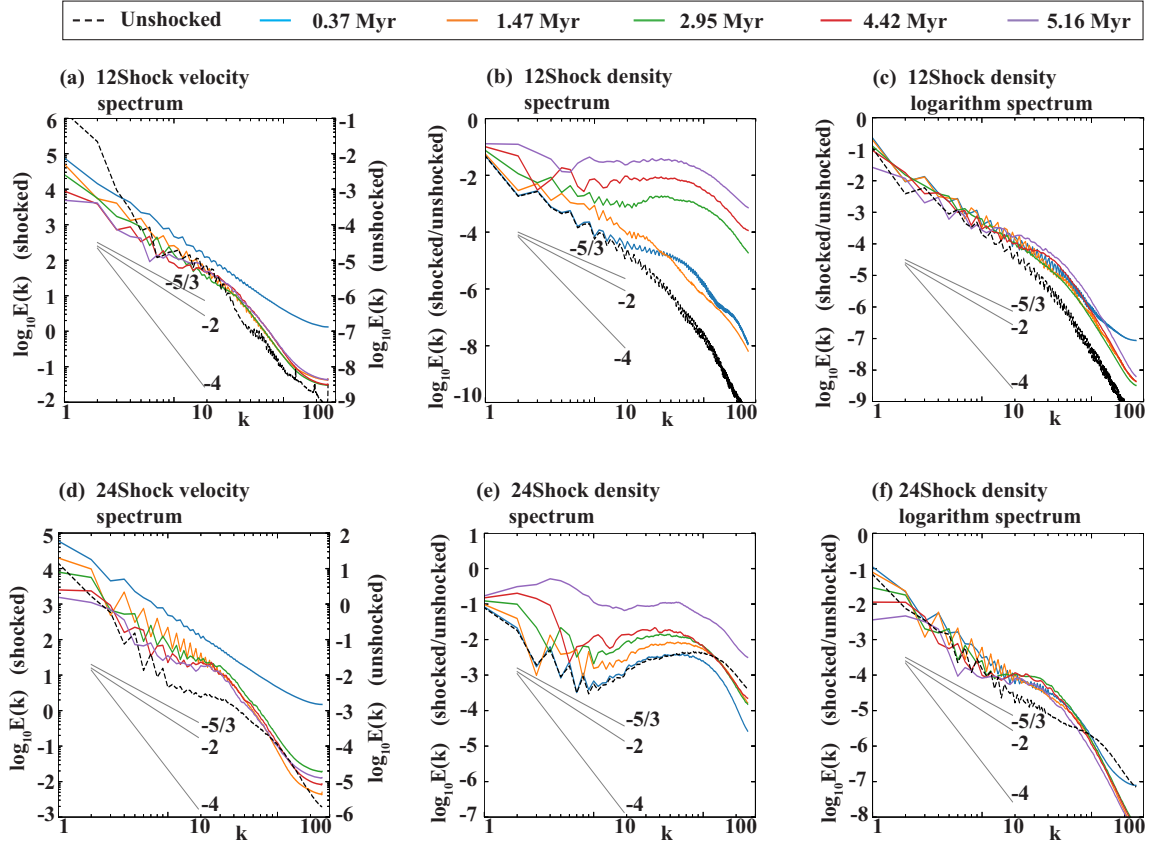 Unshocked 0.37 Myr 1.47 Myr 2.95 Myr 4.42 Myr 5.16 Myr
(a) 12Shock velocity
spectrum
6
5
4
3
2
1
0
-1
-2
-1
-2
-3
-4
-5
-6
-7
-8
-9
log10E(k) (shocked)
log10E(k) (unshocked)
-5/3
-2
-4
1 10 100
k
(b) 12Shock density
spectrum
0
-2
-4
-6
-8
-10
log10E(k) (shocked/unshocked)
-5/3
-2
-4
1 10 100
k
(c) 12Shock density
logarithm spectrum
0
-1
-2
-3
-4
-5
-6
-7
-8
-9
log10E(k) (shocked/unshocked)
-5/3
-2
-4
1 10 100
k
(d) 24Shock velocity
spectrum
5
4
3
2
1
0
-1
-2
-3
2
1
0
-1
-2
-3
-4
-5
-6
log10E(k) (shocked)
log10E(k) (unshocked)
-5/3
-2
-4
1 10 100
k
(e) 24Shock density
spectrum
1
0
-1
-2
-3
-4
-5
-6
-7
log10E(k) (shocked/unshocked)
-5/3
-2
-4
1 10 100
k
(f) 24Shock density
logarithm spectrum
0
-1
-2
-3
-4
-5
-6
-7
-8
log10E(k) (shocked/unshocked)
-5/3
-2
-4
1 10 100
k